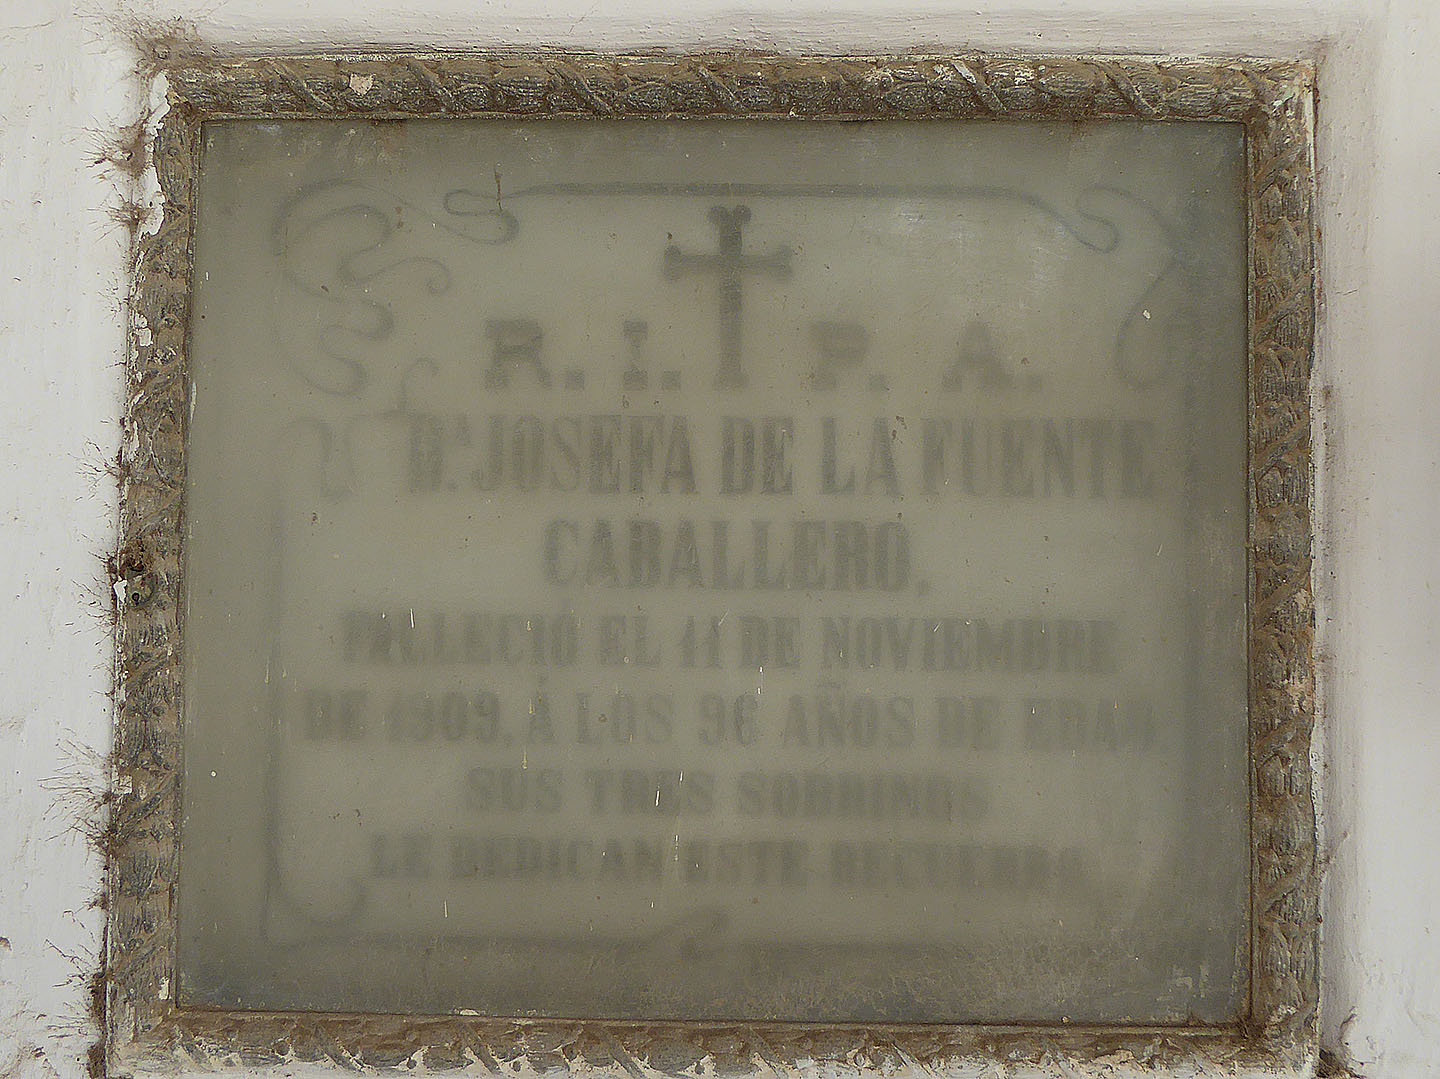 R. I. P. A.
Dª. JOSEFA DE LA FUENTE
CABALLERO,
FALLECIÓ EL 11 DE NOVIEMBRE
DE 1909, Á LOS 96 AÑOS DE EDAD
SUS TRES SOBRINOS
LE DEDICAN ESTE RECUERDO